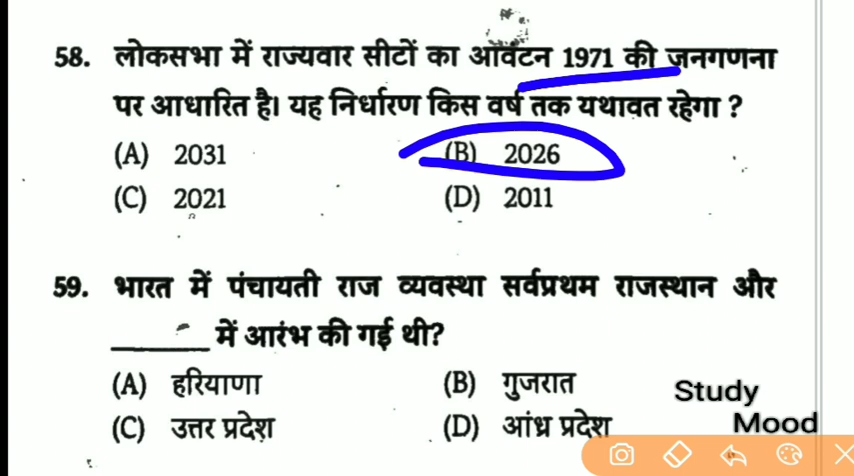 58. लोकसभा में राज्यवार सीटों का आवंटन 1971 की जनगणना
पर आधारित है। यह निर्धारण किस वर्ष तक यथावत रहेगा ?
(A) 2031 (B) 2026
(C) 2021 (D) 2011
59. भारत में पंचायती राज व्यवस्था सर्वप्रथम राजस्थान और
______ में आरंभ की गई थी?
(A) हरियाणा (B) गुजरात
(C) उत्तर प्रदेश (D) आंध्र प्रदेश
Study
Mood